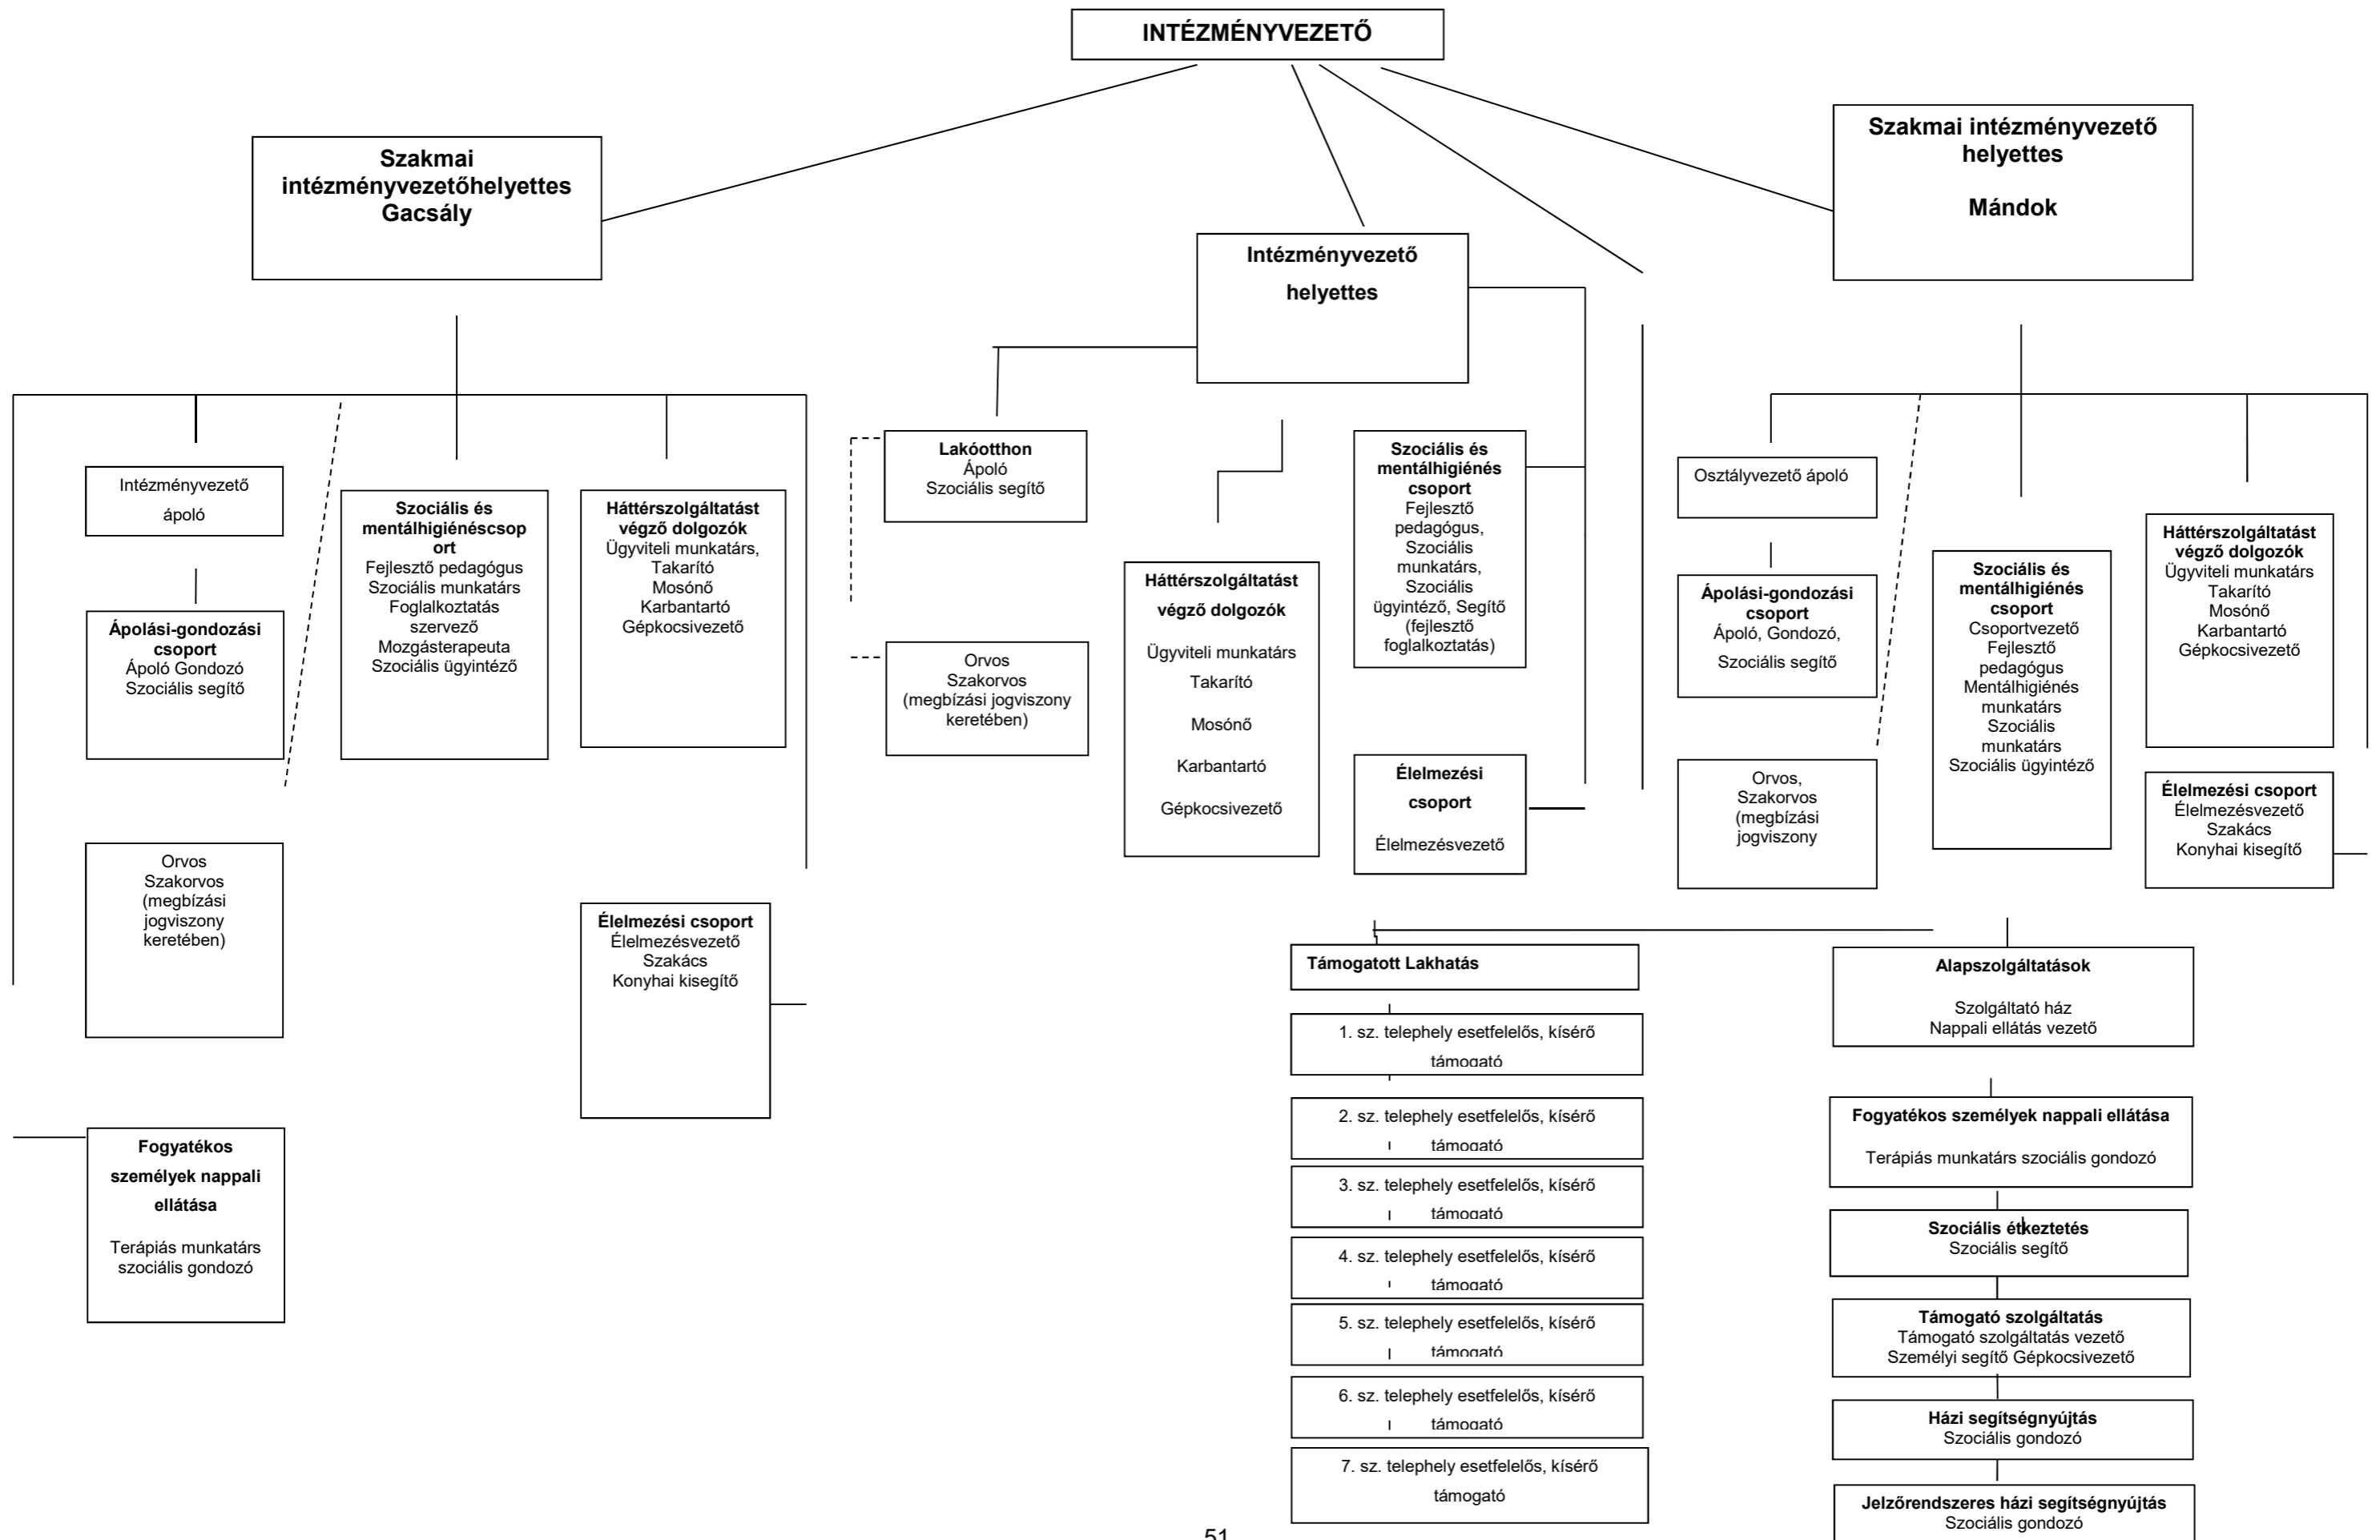 INTÉZMÉNYVEZETŐ
Szakmai
intézményvezetőhelyettes
Gacsály
Szakmai intézményvezető
helyettes
Mándok
Intézményvezető
helyettes
Intézményvezető
ápoló
Ápolási-gondozási
csoport
Ápoló Gondozó
Szociális segítő
Orvos
Szakorvos
(megbízási
jogviszony
keretében)
Fogyatékos
személyek nappali
ellátása
Terápiás munkatárs
szociális gondozó
Szociális és
mentálhigiénéscsop
ort
Fejlesztő pedagógus
Szociális munkatárs
Foglalkoztatás
szervező
Mozgásterapeuta
Szociális ügyintéző
Háttérszolgáltatást
végző dolgozók
Ügyviteli munkatárs,
Takarító
Mosónő
Karbantartó
Gépkocsivezető
Élelmezési csoport
Élelmezésvezető
Szakács
Konyhai kisegítő
Lakóotthon
Ápoló
Szociális segítő
Orvos
Szakorvos
(megbízási jogviszony
keretében)
Háttérszolgáltatást
végző dolgozók
Ügyviteli munkatárs
Takarító
Mosónő
Karbantartó
Gépkocsivezető
Szociális és
mentálhigiénés
csoport
Fejlesztő
pedagógus,
Szociális
munkatárs,
Szociális
ügyintéző, Segítő
(fejlesztő
foglalkoztatás)
Élelmezési
csoport
Élelmezésvezető
Osztályvezető ápoló
Ápolási-gondozási
csoport
Ápoló, Gondozó,
Szociális segítő
Orvos,
Szakorvos
(megbízási
jogviszony
Szociális és
mentálhigiénés
csoport
Csoportvezető
Fejlesztő
pedagógus
Mentálhigiénés
munkatárs
Szociális
munkatárs
Szociális ügyintéző
Háttérszolgáltatást
végző dolgozók
Ügyviteli munkatárs
Takarító
Mosónő
Karbantartó
Gépkocsivezető
Élelmezési csoport
Élelmezésvezető
Szakács
Konyhai kisegítő
Támogatott Lakhatás
1. sz. telephely esetfelelős, kísérő
támogató
2. sz. telephely esetfelelős, kísérő
támogató
3. sz. telephely esetfelelős, kísérő
támogató
4. sz. telephely esetfelelős, kísérő
támogató
5. sz. telephely esetfelelős, kísérő
támogató
6. sz. telephely esetfelelős, kísérő
támogató
7. sz. telephely esetfelelős, kísérő
támogató
Alapszolgáltatások
Szolgáltató ház
Nappali ellátás vezető
Fogyatékos személyek nappali ellátása
Terápiás munkatárs szociális gondozó
Szociális étkeztetés
Szociális segítő
Támogató szolgáltatás
Támogató szolgáltatás vezető
Személyi segítő Gépkocsivezető
Házi segítségnyújtás
Szociális gondozó
Jelzőrendszeres házi segítségnyújtás
Szociális gondozó
51